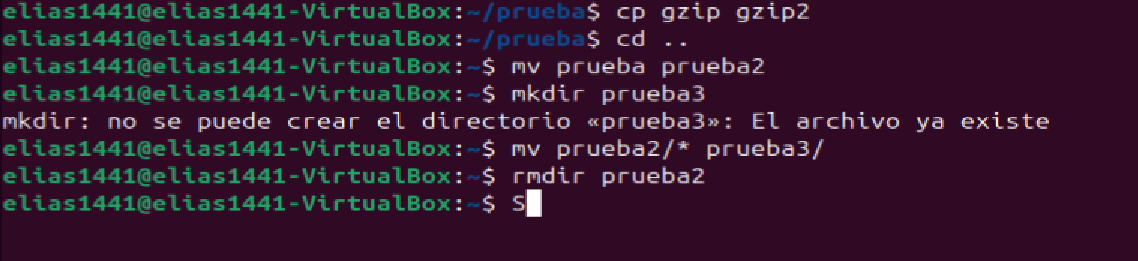 elias1441@elias1441-VirtualBox:~/prueba$ cp gzip gzip2
elias1441@elias1441-VirtualBox:~/prueba$ cd ..
elias1441@elias1441-VirtualBox:~$ mv prueba prueba2
elias1441@elias1441-VirtualBox:~$ mkdir prueba3
mkdir: no se puede crear el directorio «prueba3»: El archivo ya existe
elias1441@elias1441-VirtualBox:~$ mv prueba2/* prueba3/
elias1441@elias1441-VirtualBox:~$ rmdir prueba2
elias1441@elias1441-VirtualBox:~$ S